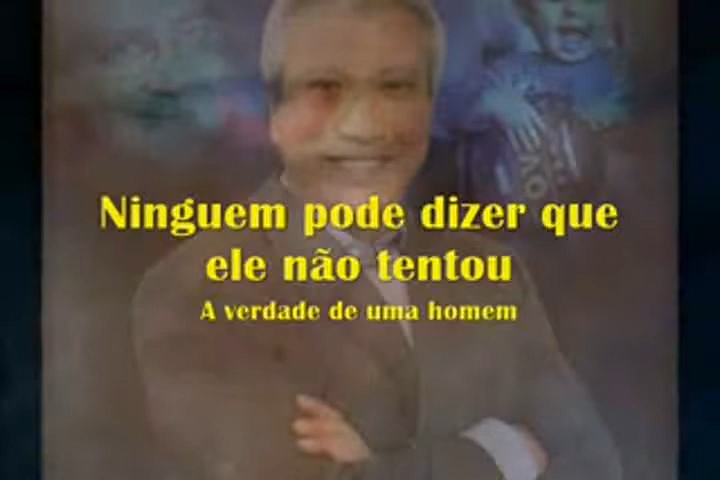 Ninguem pode dizer que
ele não tentou
A verdade de uma homem